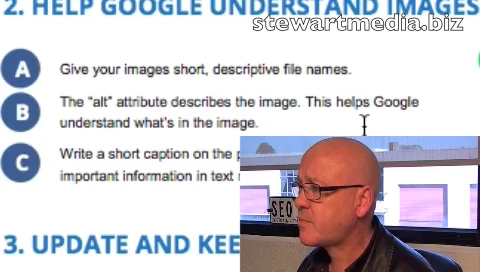 2. HELP GOOGLE UNDERSTAND IMAGES
stewartmedia.biz
A Give your images short, descriptive file names.
B The “alt” attribute describes the image. This helps Google
understand what's in the image.
C Write a short caption on the
important information in text
SEO
3. UPDATE AND KEE